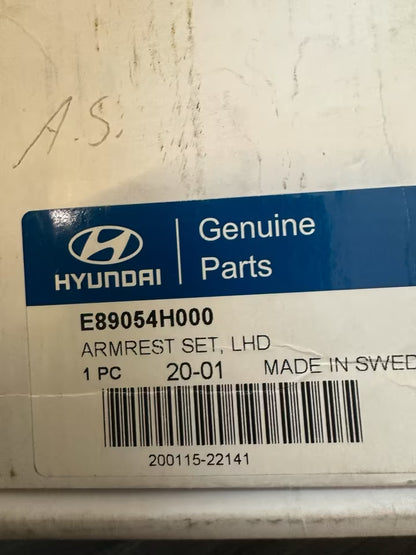 A.S.
HYUNDAI
Genuine
Parts
E89054H000
ARMREST SET, LHD
1 PC 20-01 MADE IN SWED
200115-22141